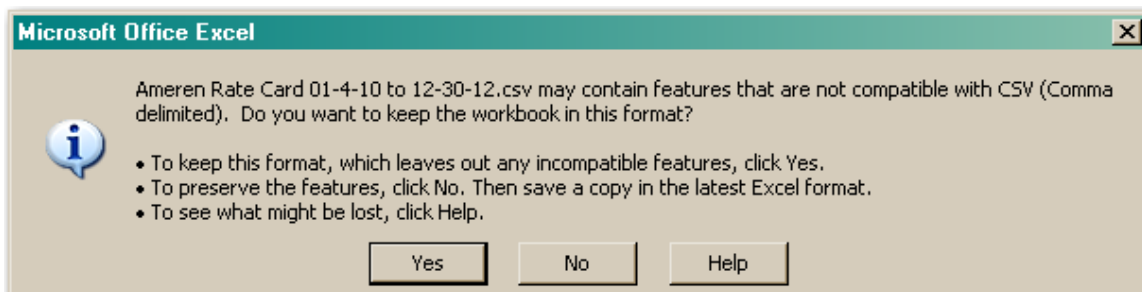 Microsoft Office Excel
Ameren Rate Card 01-4-10 to 12-30-12.csv may contain features that are not compatible with CSV (Comma
delimited).  Do you want to keep the workbook in this format?
• To keep this format, which leaves out any incompatible features, click Yes.
• To preserve the features, click No. Then save a copy in the latest Excel format.
• To see what might be lost, click Help.
Yes No Help